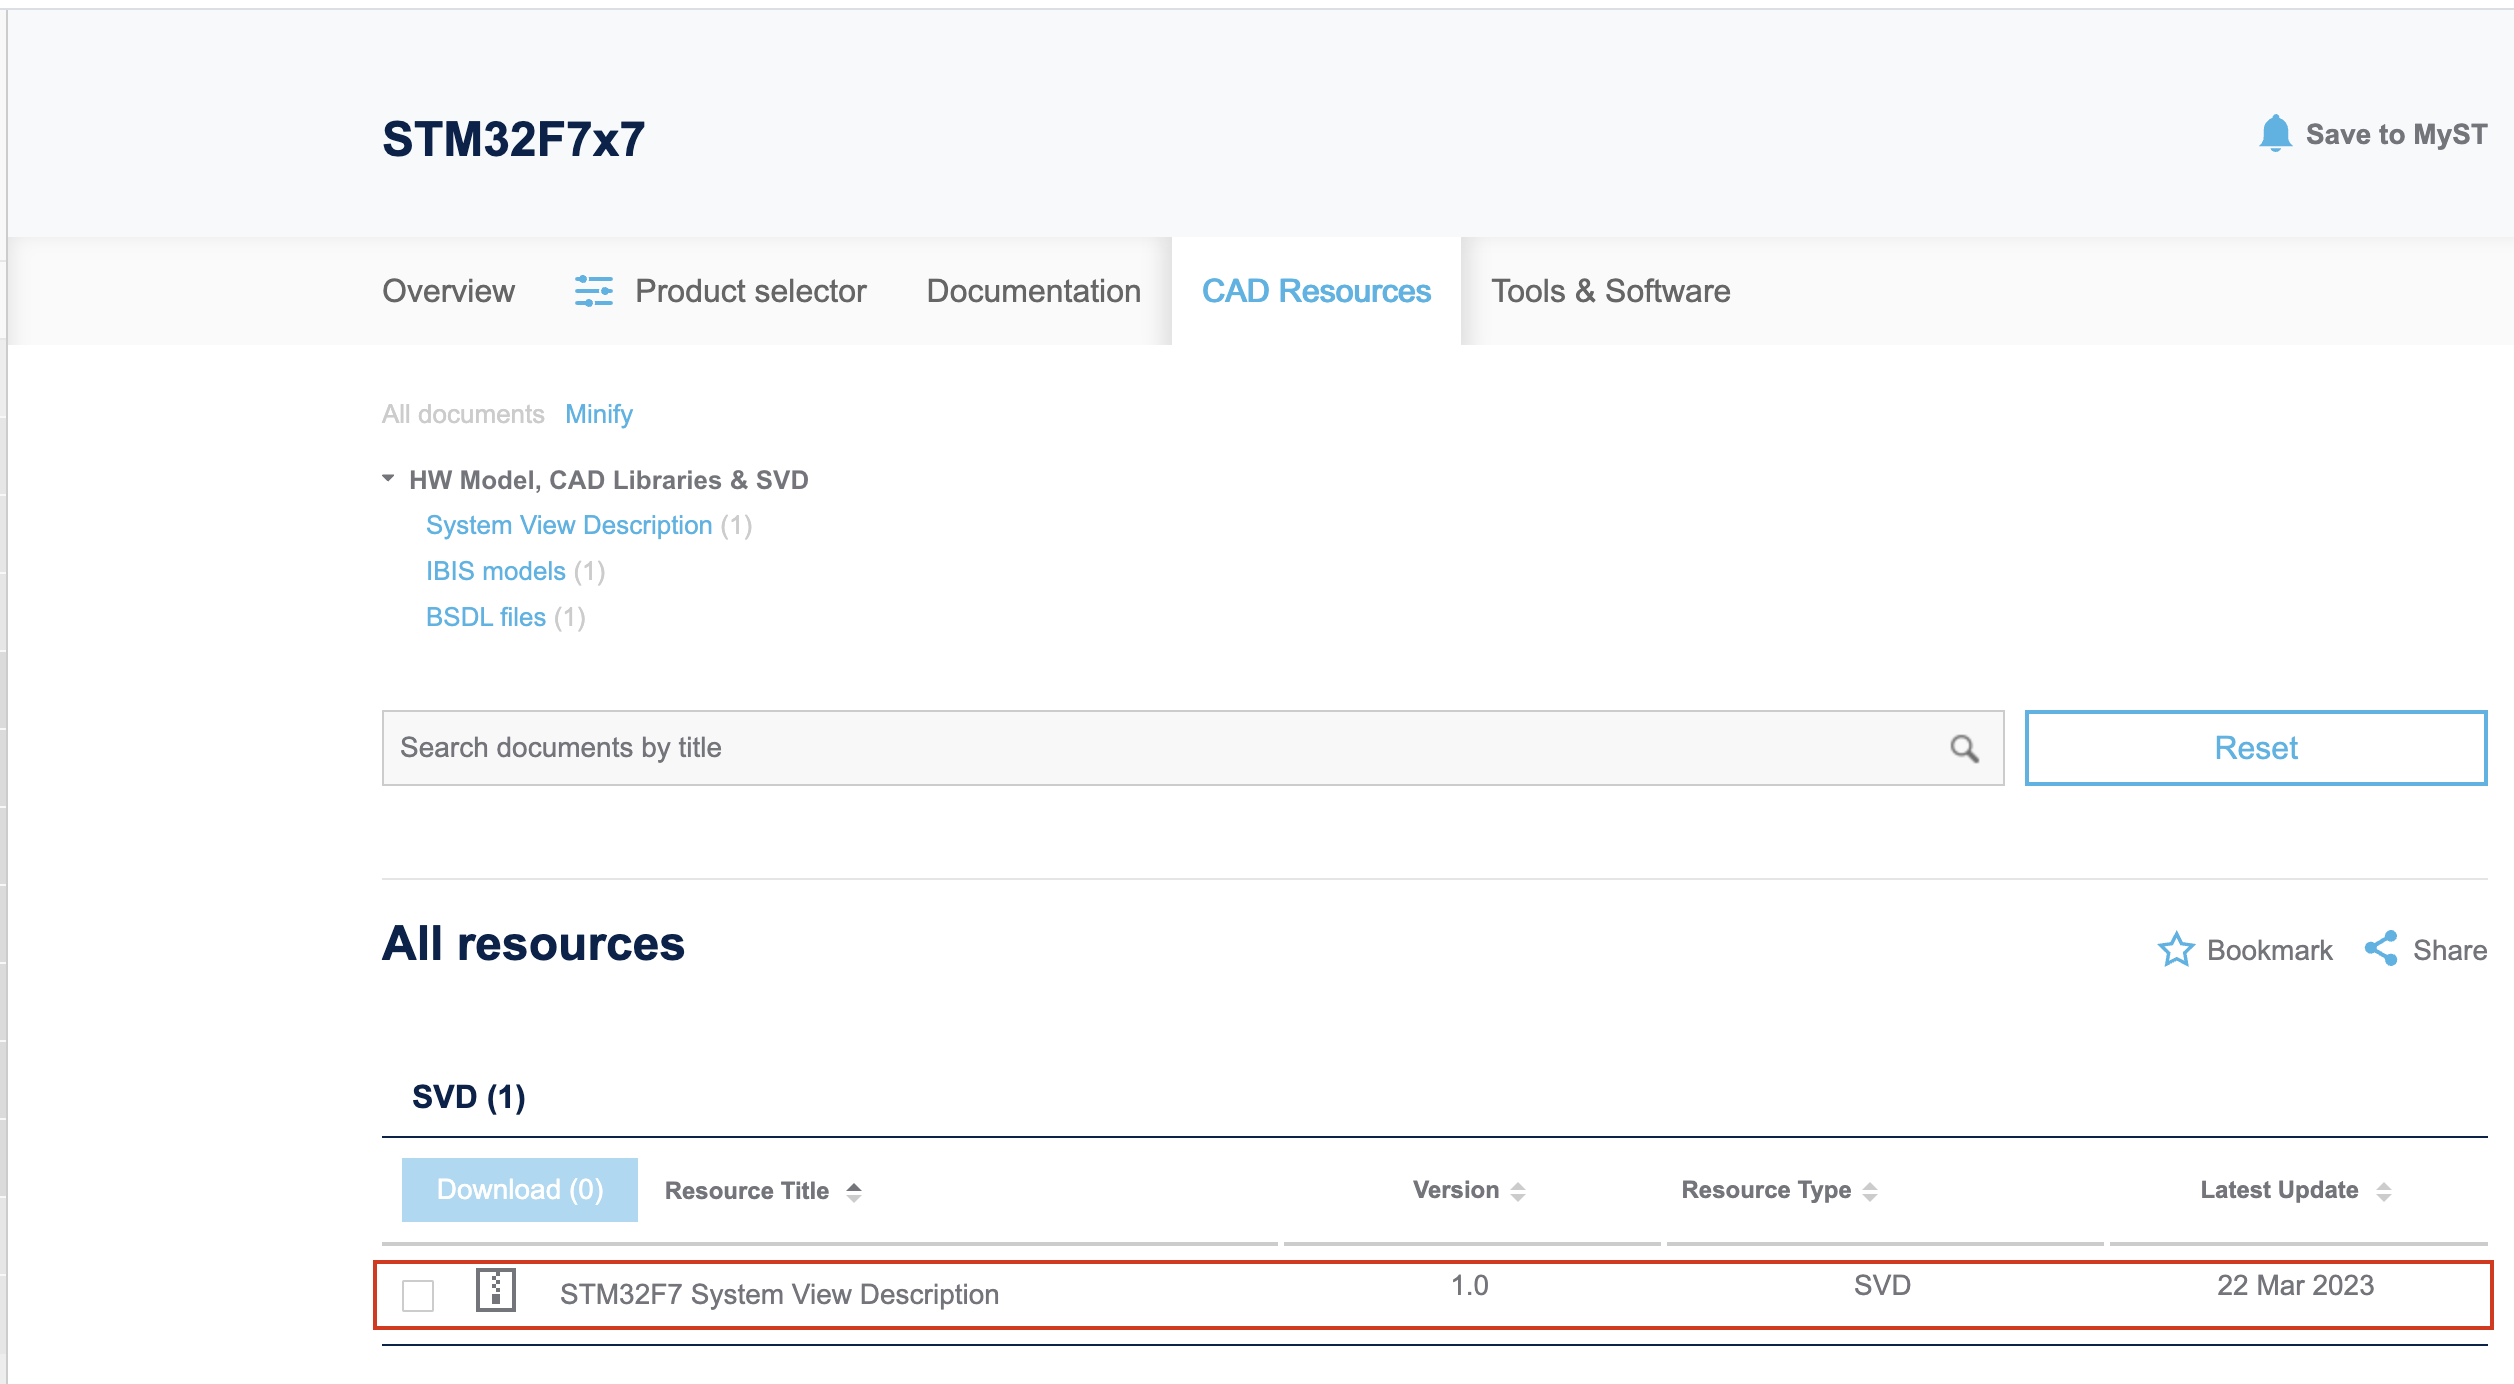 STM32F7x7
Save to MyST
Overview Product selector Documentation CAD Resources Tools & Software
All documents Minify
HW Model, CAD Libraries & SVD
System View Description (1)
IBIS models (1)
BSDL files (1)
Search documents by title
Reset
All resources
Bookmark Share
SVD (1)
Download (0) Resource Title Version Resource Type Latest Update
STM32F7 System View Description 1.0 SVD 22 Mar 2023